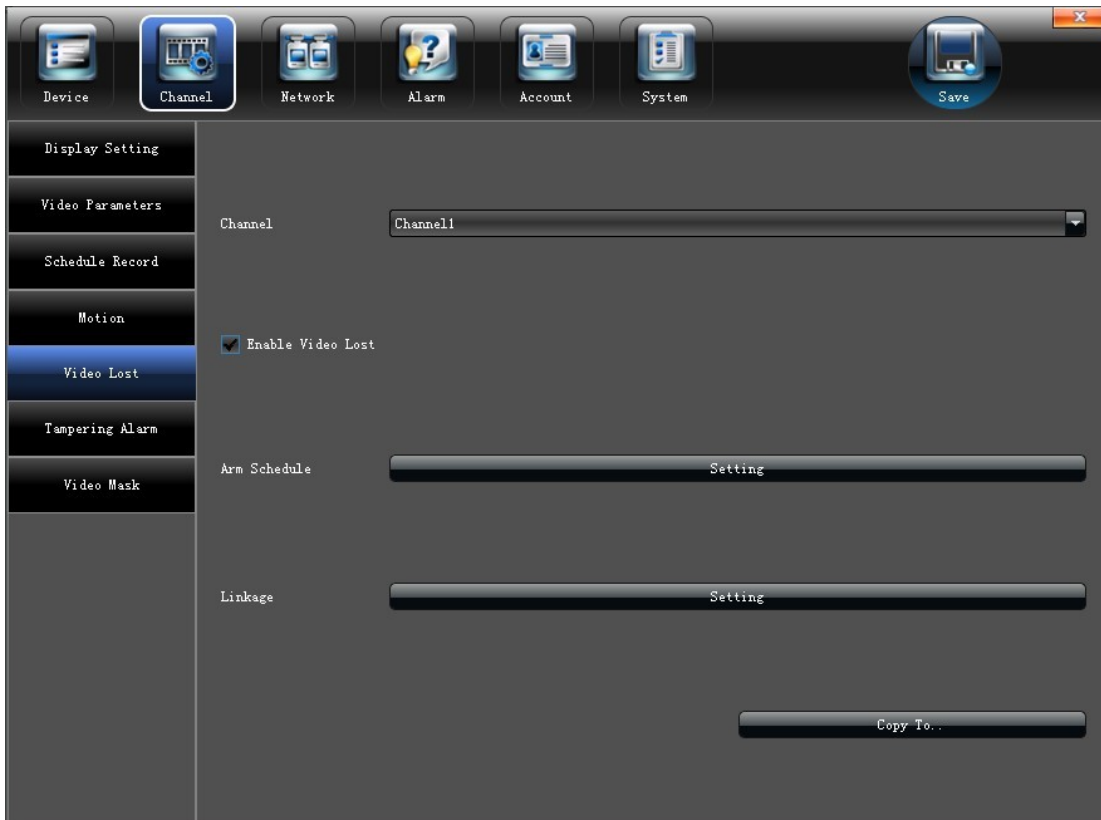 Device
Channel
Network
Alarm
Account
System
Save
Display Setting
Video Parameters
Schedule Record
Motion
Video Lost
Tampering Alarm
Video Mask
Channel
Channel1
Enable Video Lost
Arm Schedule
Setting
Linkage
Setting
Copy To..